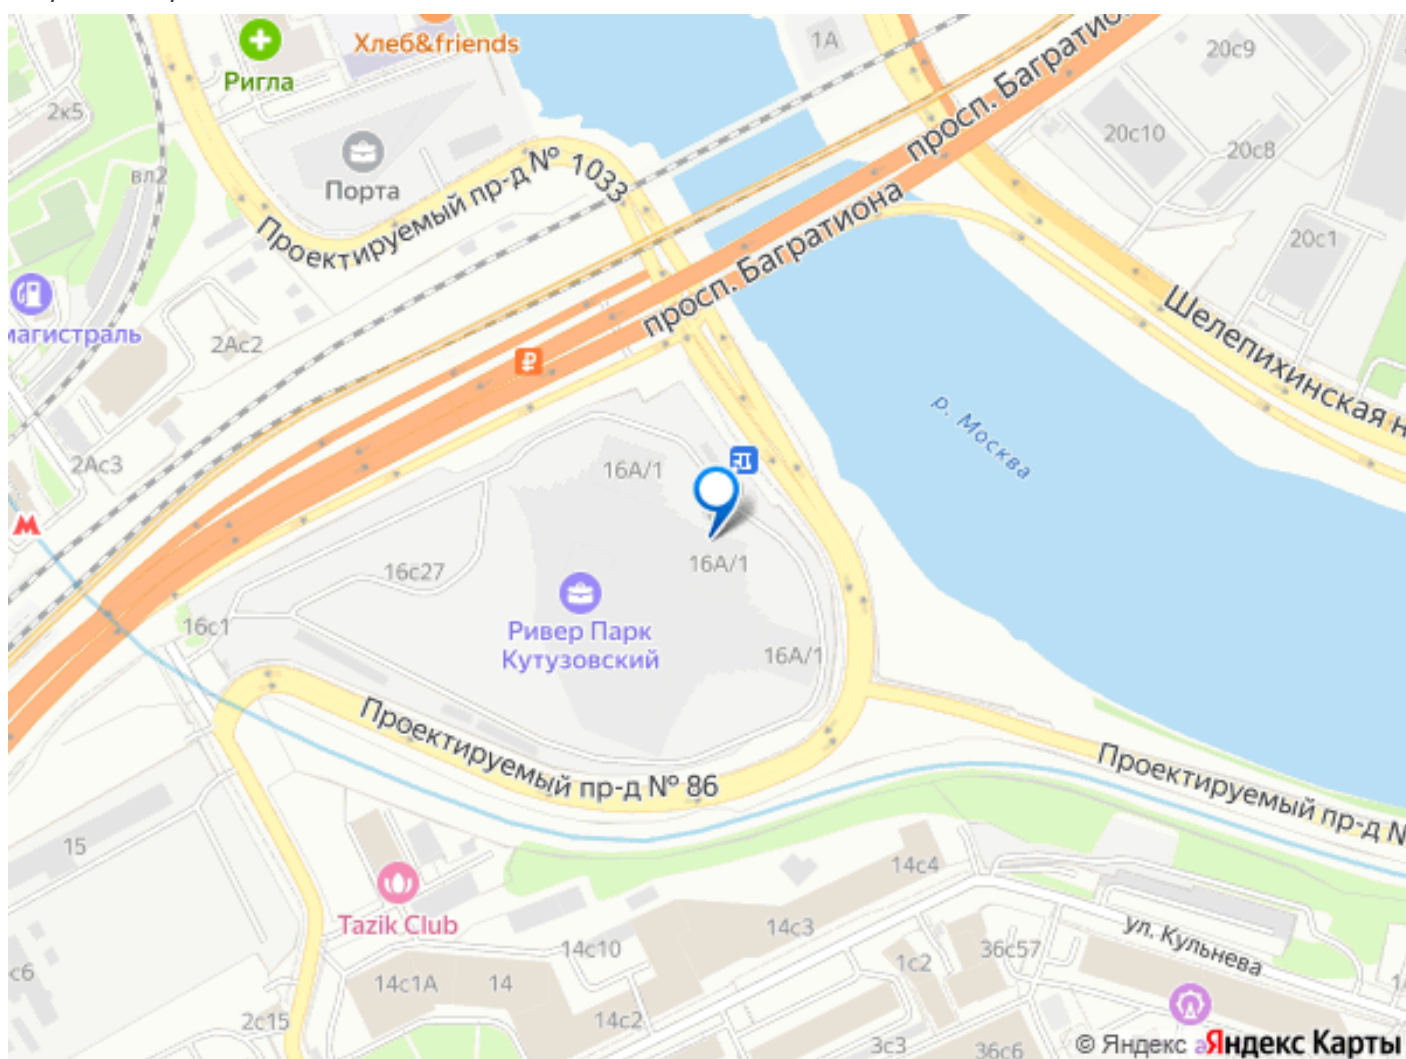 Хлеб&friends
1А
просп. Багратио
20с9
Ригла
2к5
20с10
20с8
вл2
Порта
Проектируемый пр-д № 1033
просп. Багратиона
20с1
магистраль
2Ас2
Шелепихинская н
р. Москва
2Ас3
16А/1
М
16А/1
16с27
Ривер Парк
Кутузовский
16с1
16А/1
Проектируемый пр-д № 86
Проектируемый пр-д N
15
14с4
Tazik Club
14с10
14с3
ул. Кульнева
36с57
1с2
с6
14с1А
14
2с15
14с2
3с3
36с6
© Яндекс
Яндекс Карты